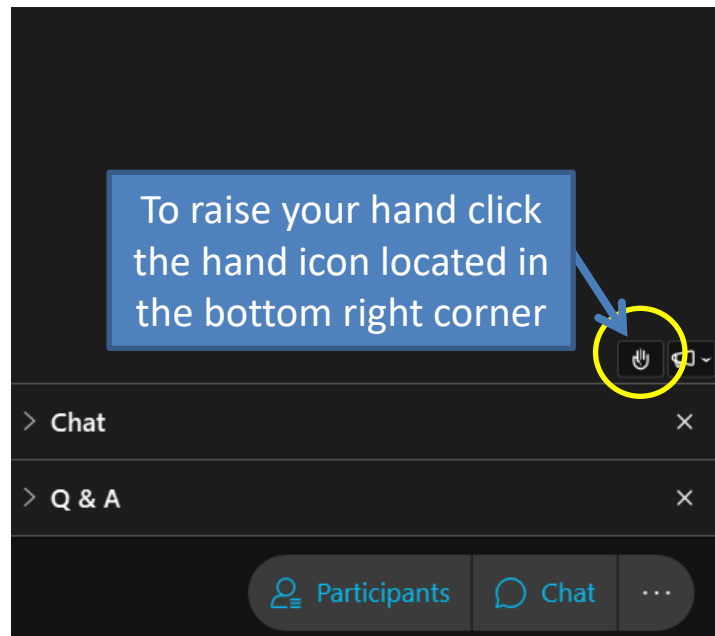 To raise your hand click
the hand icon located in
the bottom right corner
Chat
Q & A
Participants
Chat